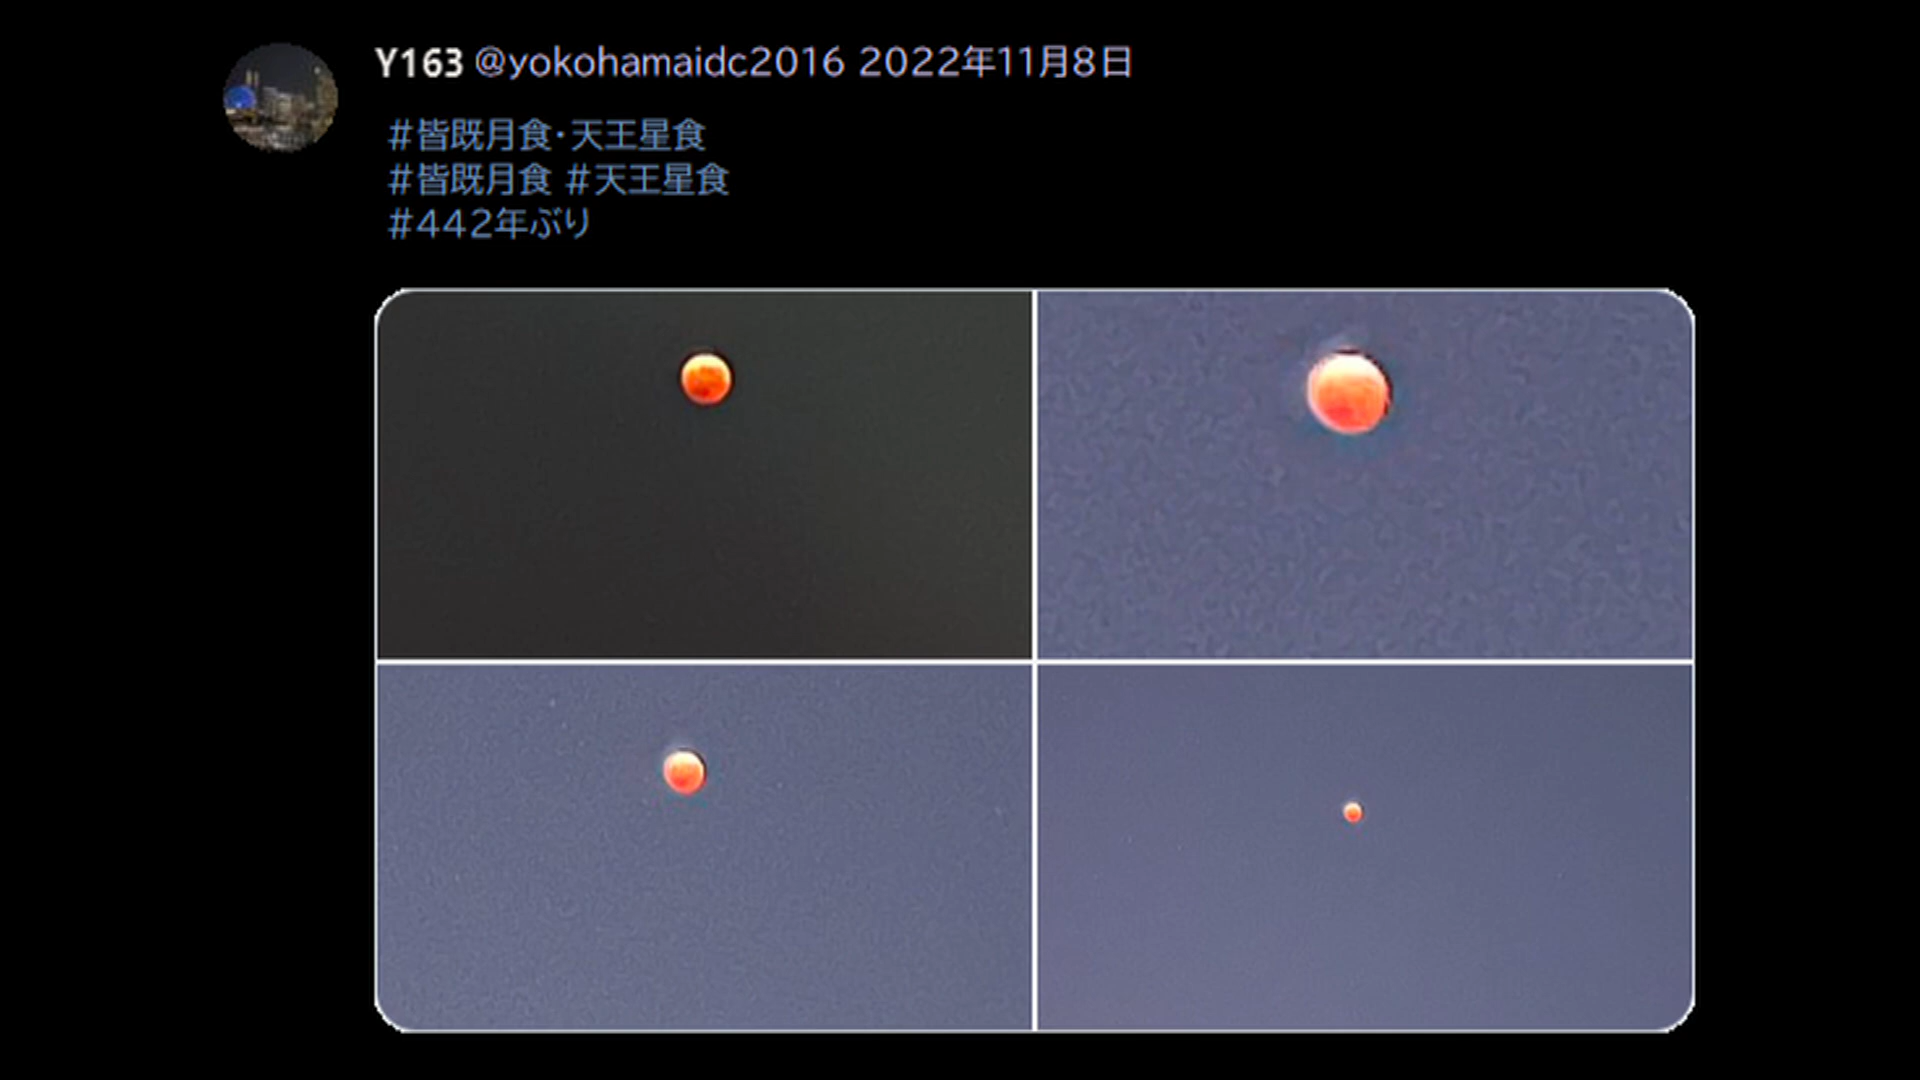 Y163 @yokohamaidc2016 2022年11月8日
#皆既月食・天王星食
#皆既月食 #天王星食
#442年ぶり